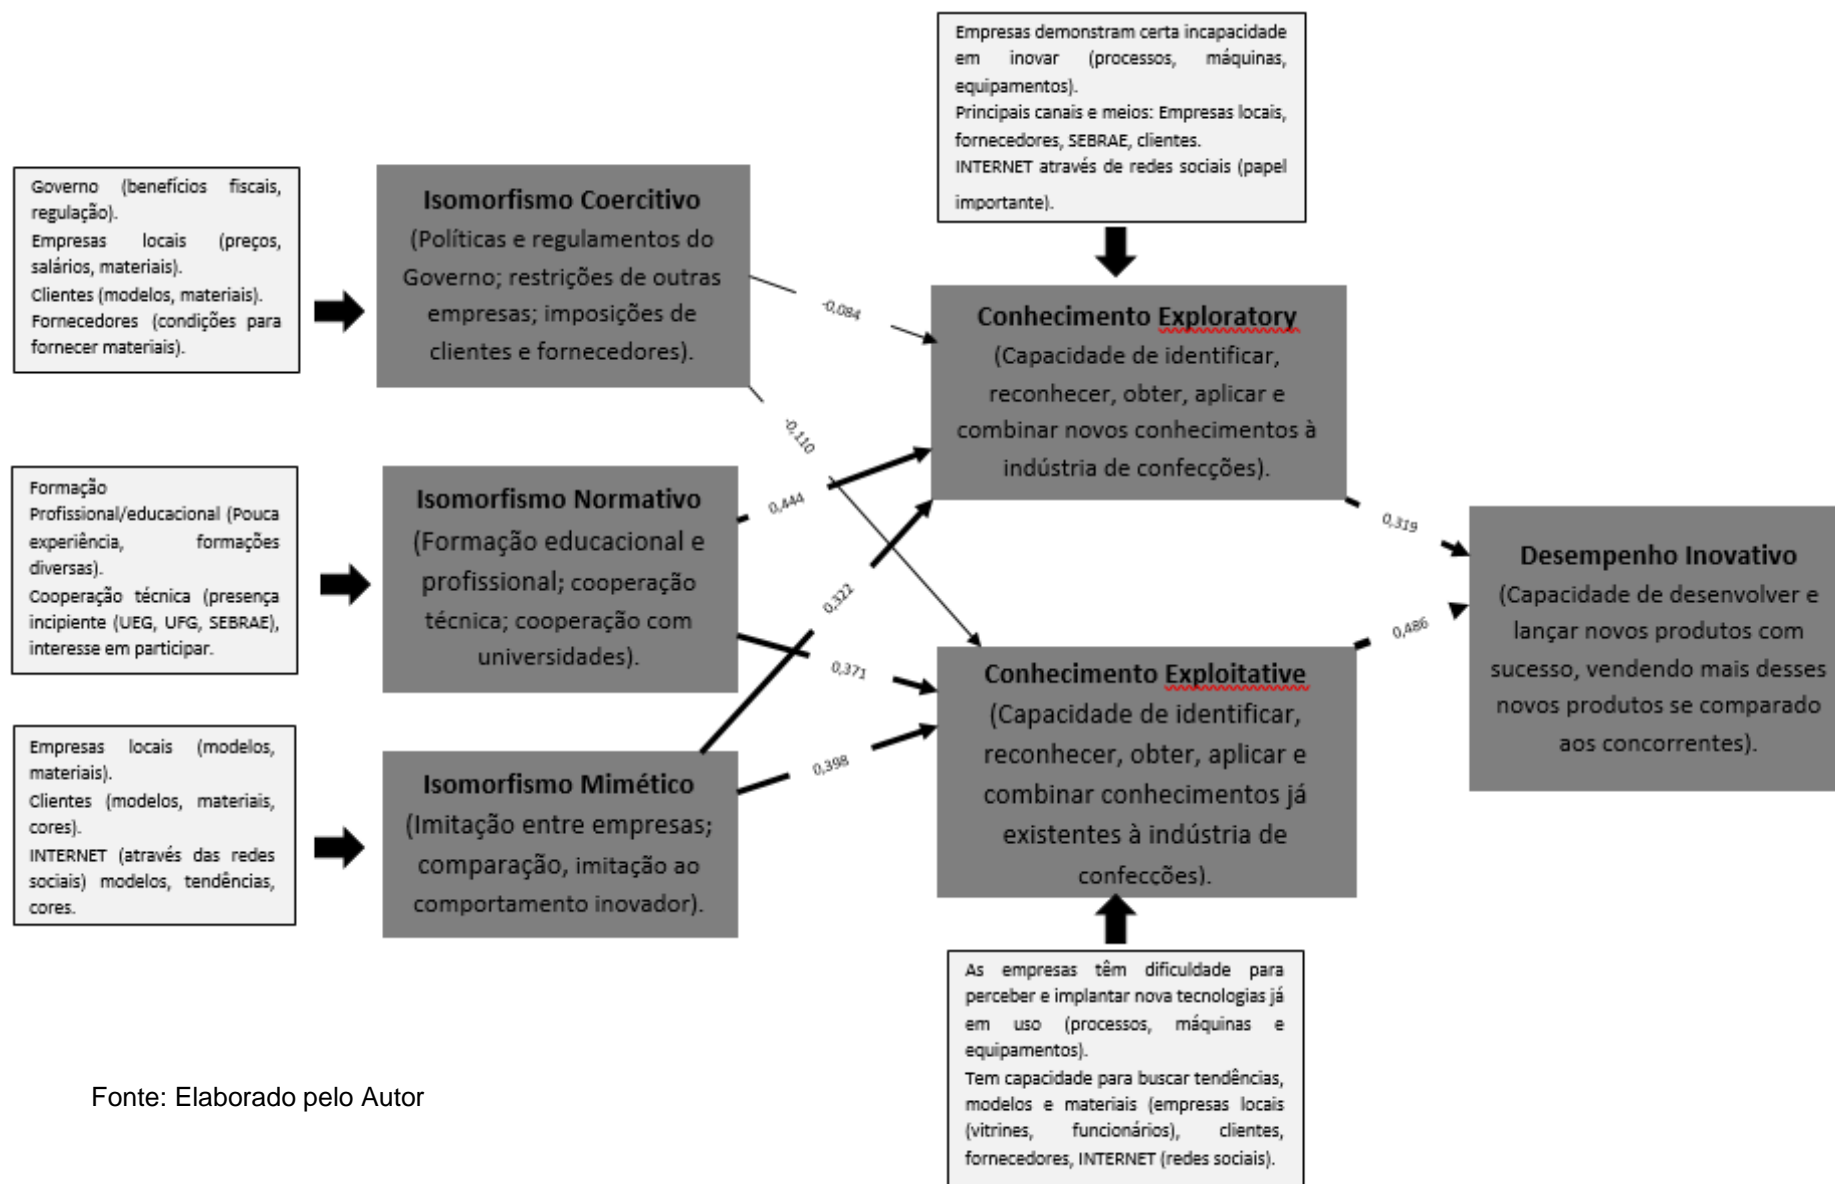 Empresas demonstram certa incapacidade
em inovar (processos, máquinas,
equipamentos).
Principais canais e meios: Empresas locais,
fornecedores, SEBRAE, clientes.
INTERNET através de redes sociais (papel
importante).
Governo (benefícios fiscais,
regulação).
Empresas locais (preços,
salários, materiais).
Clientes (modelos, materiais).
Fornecedores (condições para
fornecer materiais).
Isomorfismo Coercitivo
(Políticas e regulamentos do
Governo; restrições de outras
empresas; imposições de
clientes e fornecedores).
-0,084
-0,110
Conhecimento Exploratory
(Capacidade de identificar,
reconhecer, obter, aplicar e
combinar novos conhecimentos à
indústria de confecções).
Formação
Profissional/educacional (Pouca
experiência, formações
diversas).
Cooperação técnica (presença
incipiente (UEG, UFG, SEBRAE),
interesse em participar.
Isomorfismo Normativo
(Formação educacional e
profissional; cooperação
técnica; cooperação com
universidades).
0,444
0,322
0,371
0,398
0,319
0,486
Desempenho Inovativo
(Capacidade de desenvolver e
lançar novos produtos com
sucesso, vendendo mais desses
novos produtos se comparado
aos concorrentes).
Empresas locais (modelos,
materiais).
Clientes (modelos, materiais,
cores).
INTERNET (através das redes
sociais) modelos, tendências,
cores.
Isomorfismo Mimético
(Imitação entre empresas;
comparação, imitação ao
comportamento inovador).
Conhecimento Exploitative
(Capacidade de identificar,
reconhecer, obter, aplicar e
combinar conhecimentos já
existentes à indústria de
confecções).
As empresas têm dificuldade para
perceber e implantar nova tecnologias já
em uso (processos, máquinas e
equipamentos).
Tem capacidade para buscar tendências,
modelos e materiais (empresas locais
(vitrines, funcionários), clientes,
fornecedores, INTERNET (redes sociais).
Fonte: Elaborado pelo Autor